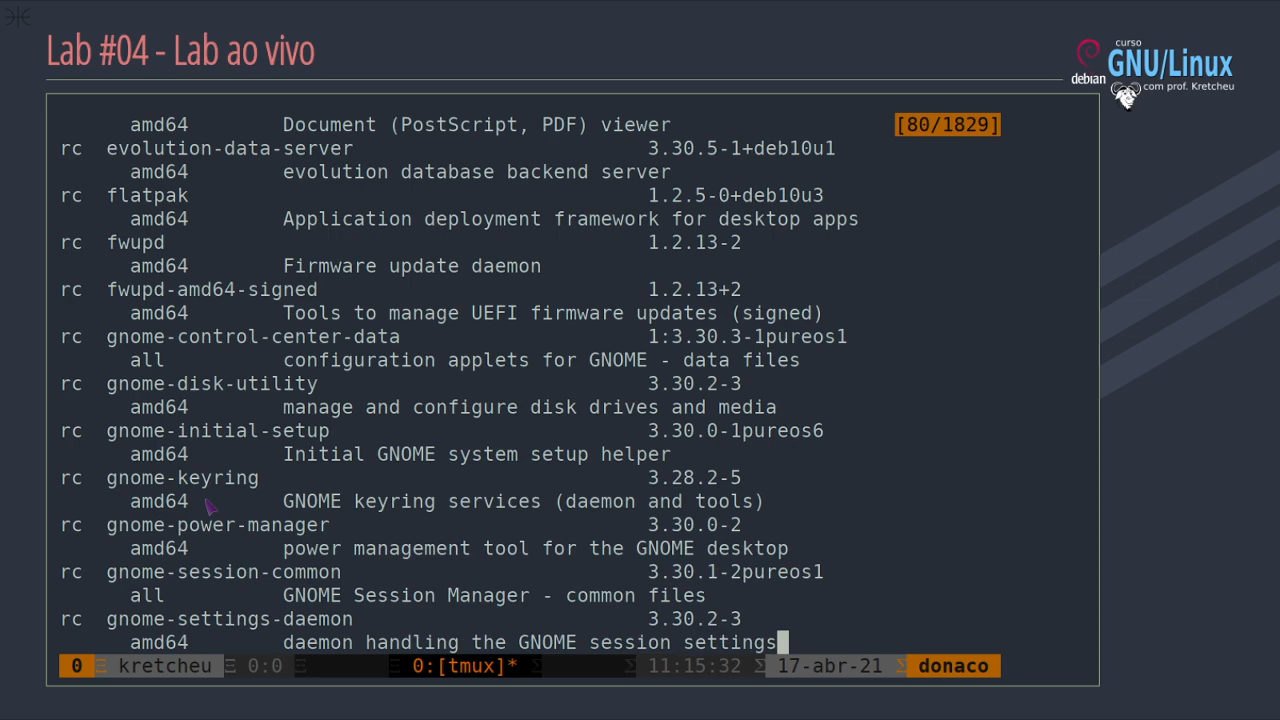 Lab #04 - Lab ao vivo
curso
GNU/Linux
debian
com prof. Kretcheu
amd64 Document (PostScript, PDF) viewer [80/1829]
rc evolution-data-server 3.30.5-1+deb10u1
amd64 evolution database backend server
rc flatpak 1.2.5-0+deb10u3
amd64 Application deployment framework for desktop apps
rc fwupd 1.2.13-2
amd64 Firmware update daemon
rc fwupd-amd64-signed 1.2.13+2
amd64 Tools to manage UEFI firmware updates (signed)
rc gnome-control-center-data 1:3.30.3-1pureos1
all configuration applets for GNOME - data files
rc gnome-disk-utility 3.30.2-3
amd64 manage and configure disk drives and media
rc gnome-initial-setup 3.30.0-1pureos6
amd64 Initial GNOME system setup helper
rc gnome-keyring 3.28.2-5
amd64 GNOME keyring services (daemon and tools)
rc gnome-power-manager 3.30.0-2
amd64 power management tool for the GNOME desktop
rc gnome-session-common 3.30.1-2pureos1
all GNOME Session Manager - common files
rc gnome-settings-daemon 3.30.2-3
amd64 daemon handling the GNOME session settings
0 Ξ kretcheu Ξ 0:0 Ξ 0:[tmux]* Σ Σ 11:15:32 Σ 17-abr-21 Σ donaco